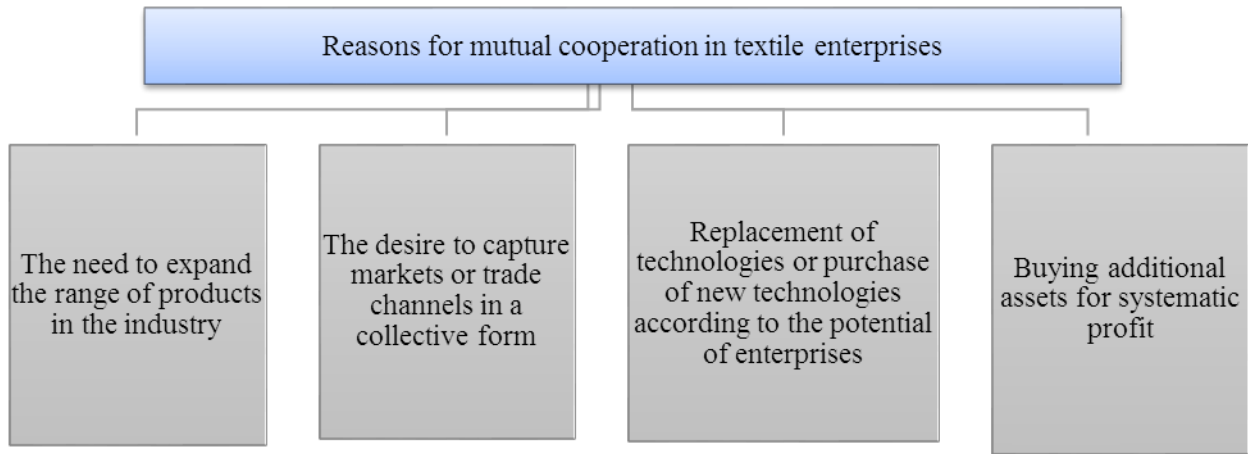 Reasons for mutual cooperation in textile enterprises
The need to expand
the range of products
in the industry
The desire to capture
markets or trade
channels in a
collective form
Replacement of
technologies or purchase
of new technologies
according to the potential
of enterprises
Buying additional
assets for systematic
profit